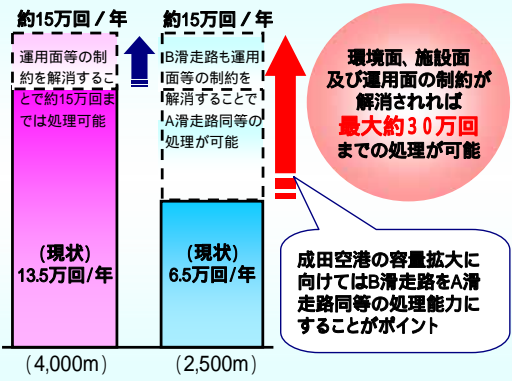 約15万回／年
運用面等の制
約を解消するこ
とで約15万回ま
では処理可能
(現状)
13.5万回/年
(4,000m)
約15万回／年
B滑走路も運用
面等の制約を
解消することで
A滑走路同等の
処理が可能
(現状)
6.5万回/年
(2,500m)
環境面、施設面
及び運用面の制約が
解消されれば
最大約30万回
までの処理が可能
成田空港の容量拡大に
向けてはB滑走路をA滑
走路同等の処理能力に
することがポイント